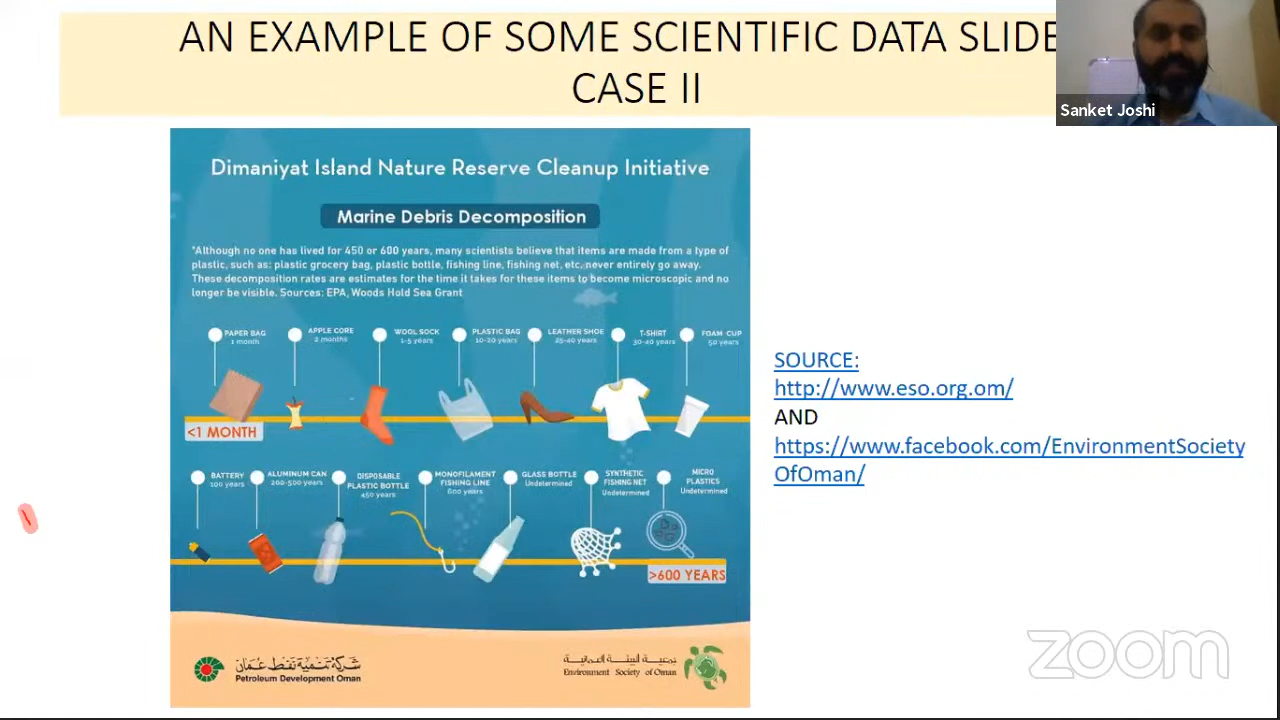 AN EXAMPLE OF SOME SCIENTIFIC DATA SLIDE
CASE II
Sanket Joshi
Dimaniyat Island Nature Reserve Cleanup Initiative
Marine Debris Decomposition
*Although no one has lived for 450 or 600 years, many scientists believe that items are made from a type of
plastic, such as: plastic grocery bag, plastic bottle, fishing line, fishing net, etc. never entirely go away.
These decomposition rates are estimates for the time it takes for these items to become microscopic and no
longer be visible. Sources: EPA, Woods Hold Sea Grant
PAPER BAG
1 month
APPLE CORE
2 months
WOOL SOCK
1-5 years
PLASTIC BAG
10-20 years
LEATHER SHOE
25-40 years
T-SHIRT
30-40 years
FOAM CUP
50 years
<1 MONTH
BATTERY
100 years
ALUMINUM CAN
200-500 years
DISPOSABLE
PLASTIC BOTTLE
450 years
MONOFILAMENT
FISHING LINE
600 years
GLASS BOTTLE
Undetermined
SYNTHETIC
FISHING NET
Undetermined
MICRO
PLASTICS
Undetermined
>600 YEARS
شركة تنمية نفط عُمان
Petroleum Development Oman
جمعية البيئة العمانية
Environment Society of Oman
SOURCE:
http://www.eso.org.om/
AND
https://www.facebook.com/EnvironmentSociety
OfOman/
zoom